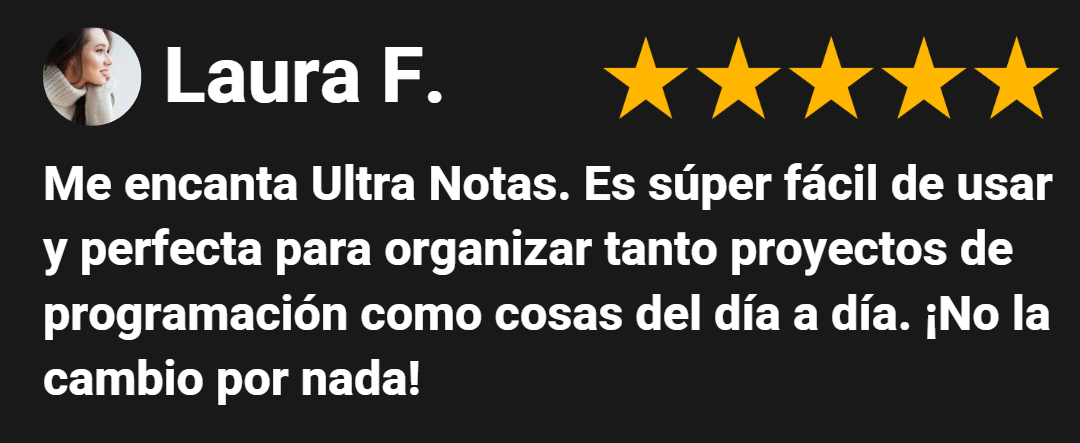 Laura F.
Me encanta Ultra Notas. Es súper fácil de usar
y perfecta para organizar tanto proyectos de
programación como cosas del día a día. ¡No la
cambio por nada!